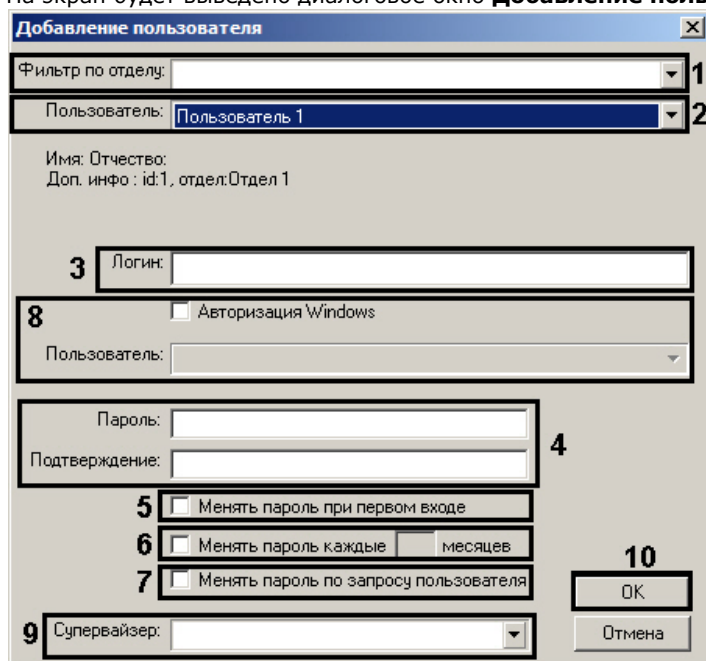 На экран будет выведено диалоговое окно Добавление польз
Добавление пользователя
Фильтр по отделу: 1
Пользователь: Пользователь 1 2
Имя: Отчество:
Доп. инфо : id:1, отдел:Отдел 1
3 Логин:
8 Авторизация Windows
Пользователь:
Пароль:
Подтверждение: 4
5 Менять пароль при первом входе
6 Менять пароль каждые месяцев
7 Менять пароль по запросу пользователя
10
OK
9 Супервайзер:
Отмена